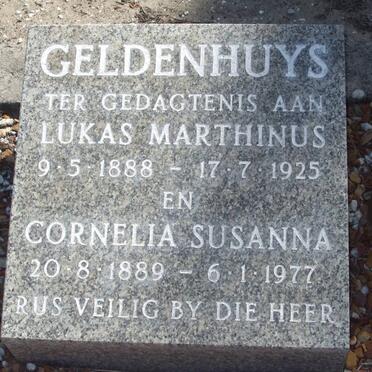 GELDENHUYS
TER GEDAGTENIS AAN
LUKAS MARTHINUS
9·5·1888 – 17·7·1925
EN
CORNELIA SUSANNA
20·8·1889 – 6·1·1977
RUS VEILIG BY DIE HEER